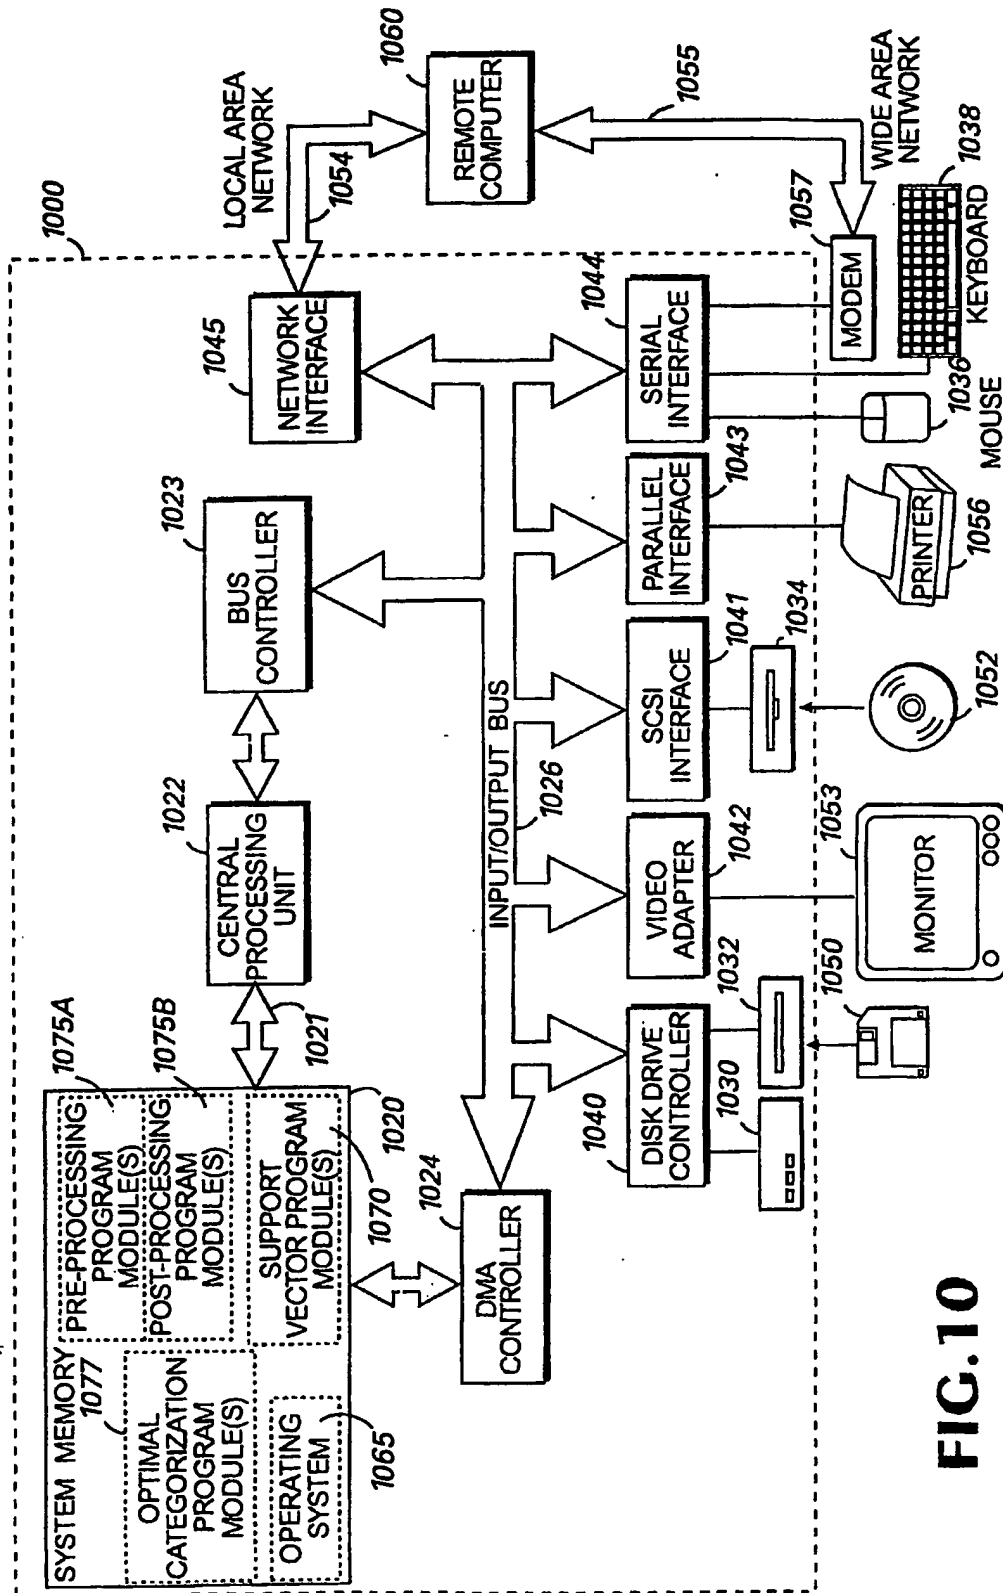 1000
SYSTEM MEMORY
1077
OPTIMAL
CATEGORIZATION
PROGRAM
MODULE(S)
OPERATING
SYSTEM
1065
PRE-PROCESSING
PROGRAM
MODULE(S)
1075A
POST-PROCESSING
PROGRAM
MODULE(S)
1075B
SUPPORT
VECTOR PROGRAM
MODULE(S)
1070
1020
1021
1022
CENTRAL
PROCESSING
UNIT
1023
BUS
CONTROLLER
1045
NETWORK
INTERFACE
LOCAL AREA
NETWORK
1054
1060
REMOTE
COMPUTER
1055
WIDE AREA
NETWORK
1024
DMA
CONTROLLER
INPUT/OUTPUT BUS
1026
1040
DISK DRIVE
CONTROLLER
1042
VIDEO
ADAPTER
1041
SCSI
INTERFACE
1043
PARALLEL
INTERFACE
1044
SERIAL
INTERFACE
1030
1032
1034
1057
MODEM
1050
1053
MONITOR
1052
PRINTER
1056
1036
MOUSE
1038
KEYBOARD
FIG.10